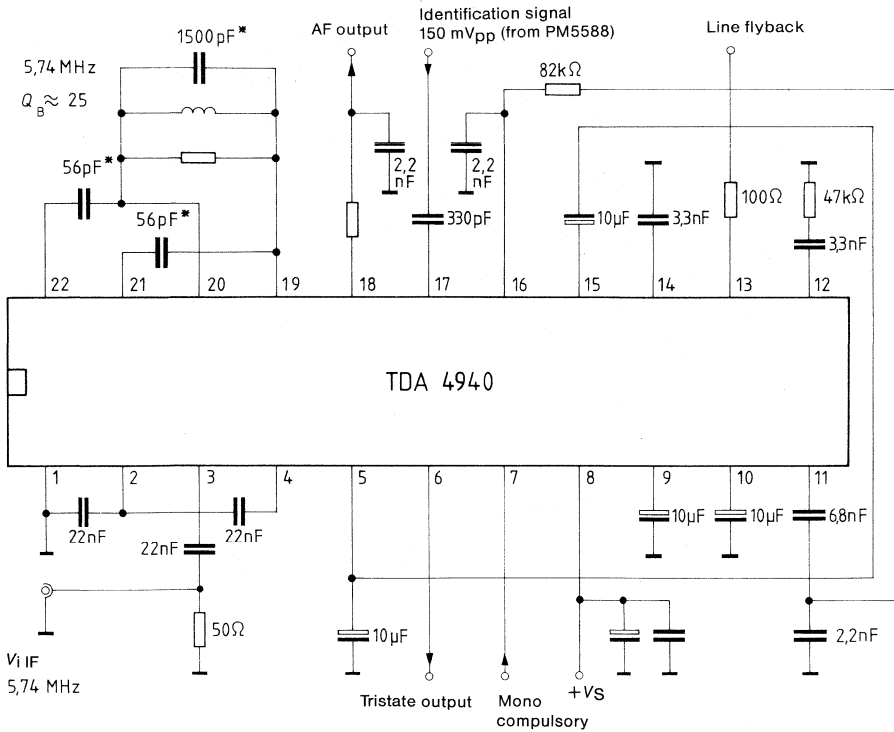 1500pF*
AF output
Identification signal
150 mVpp (from PM5588)
Line flyback
5,74 MHz
QB ≈ 25
82kΩ
56pF*
56pF*
2,2
nF
2,2
nF
330pF
10µF
3,3nF
100Ω
47kΩ
3,3nF
22 21 20 19 18 17 16 15 14 13 12
TDA 4940
1 2 3 4 5 6 7 8 9 10 11
22nF
22nF
22nF
10µF
10µF
6,8nF
50Ω
10µF
2,2nF
Vi IF
5,74 MHz
Tristate output
Mono
compulsory
+VS